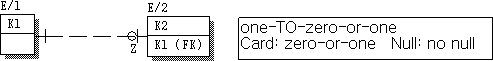 E/1
K1
E/2
K2
K1 (FK)
Z
one-TO-zero-or-one
Card: zero-or-one Null: no null